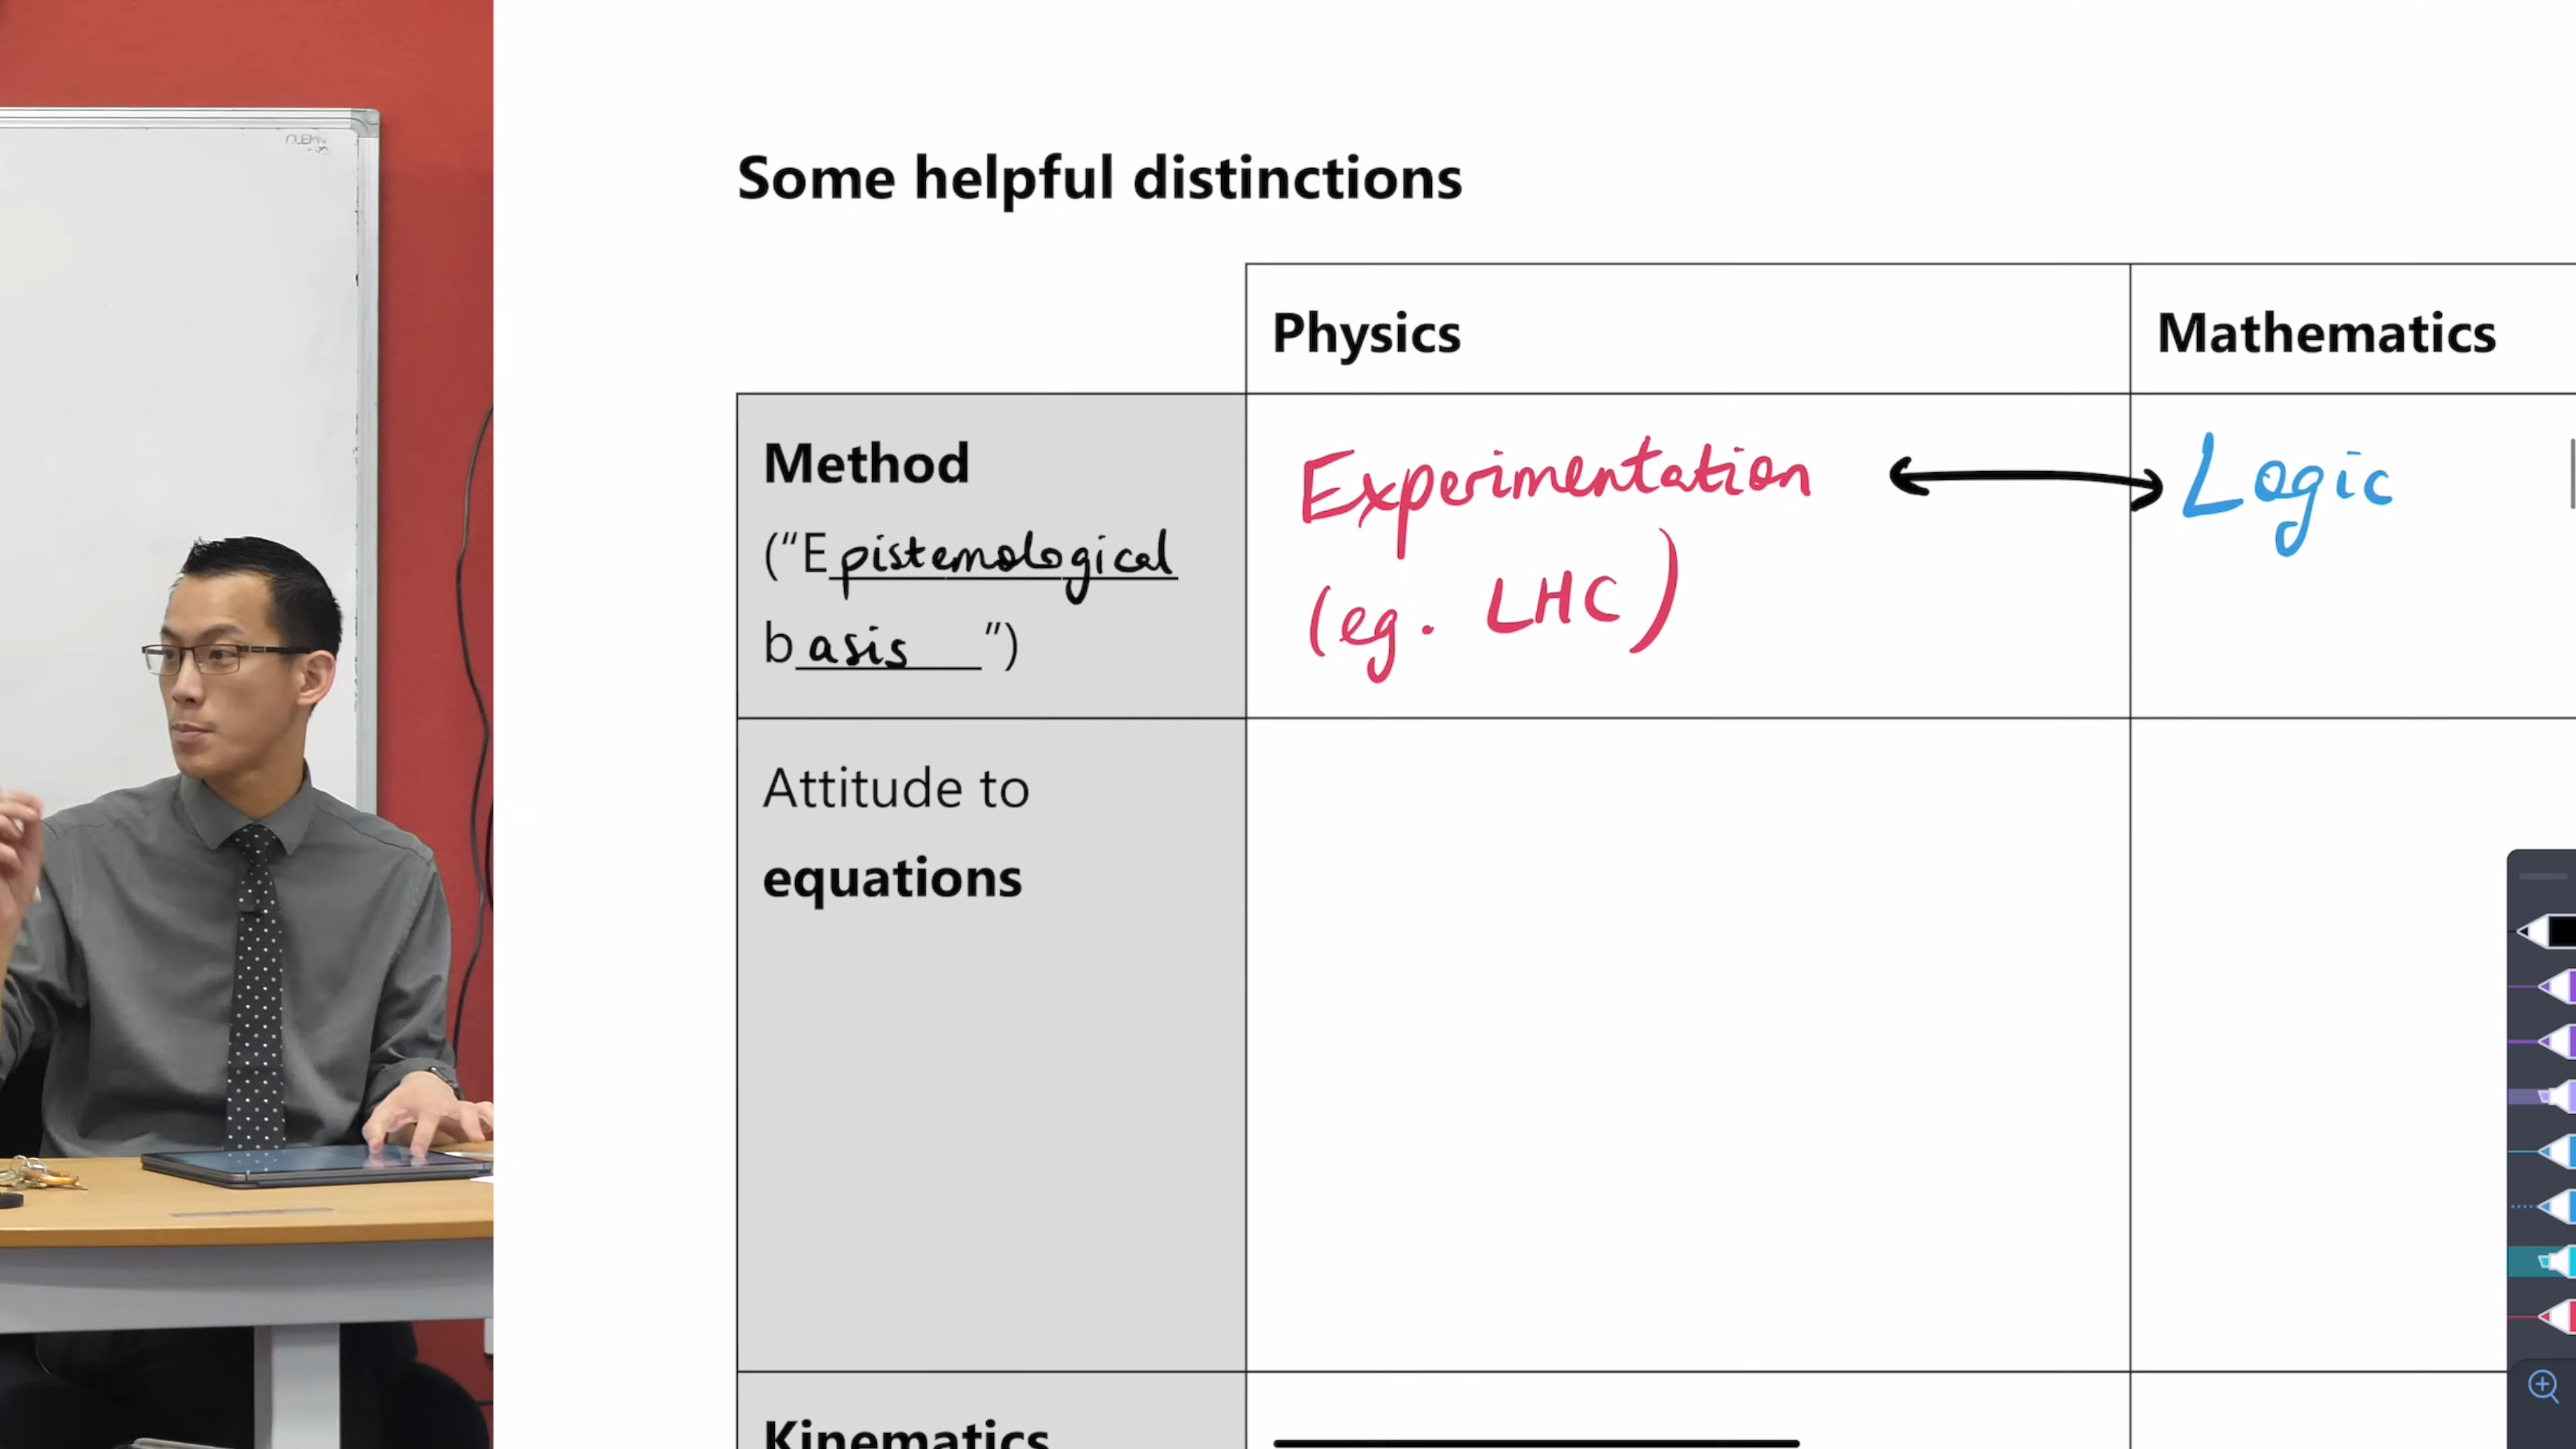 Some helpful distinctions
Physics
Mathematics
Method
("Epistemological
basis")
Experimentation
(eg. LHC)
Logic
Attitude to
equations
Kinematics